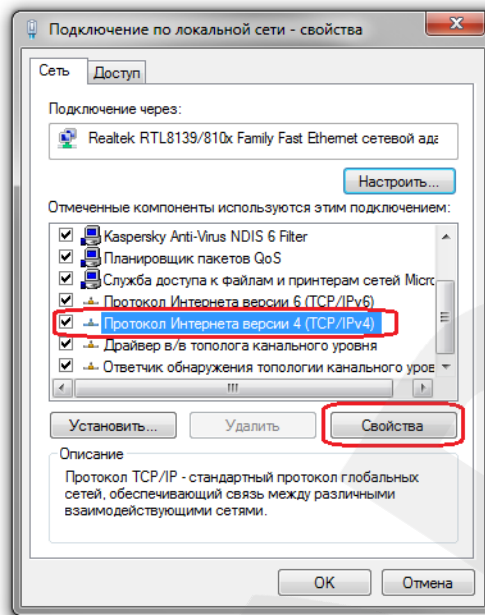 Подключение по локальной сети - свойства
Сеть
Доступ
Подключение через:
Realtek RTL8139/810x Family Fast Ethernet сетевой ада
Настроить...
Отмеченные компоненты используются этим подключением:
Kaspersky Anti-Virus NDIS 6 Filter
Планировщик пакетов QoS
Служба доступа к файлам и принтерам сетей Micro
Протокол Интернета версии 6 (TCP/IPv6)
Протокол Интернета версии 4 (TCP/IPv4)
Драйвер в/в тополога канального уровня
Ответчик обнаружения топологии канального уров
Установить...
Удалить
Свойства
Описание
Протокол TCP/IP - стандартный протокол глобальных
сетей, обеспечивающий связь между различными
взаимодействующими сетями.
OK
Отмена